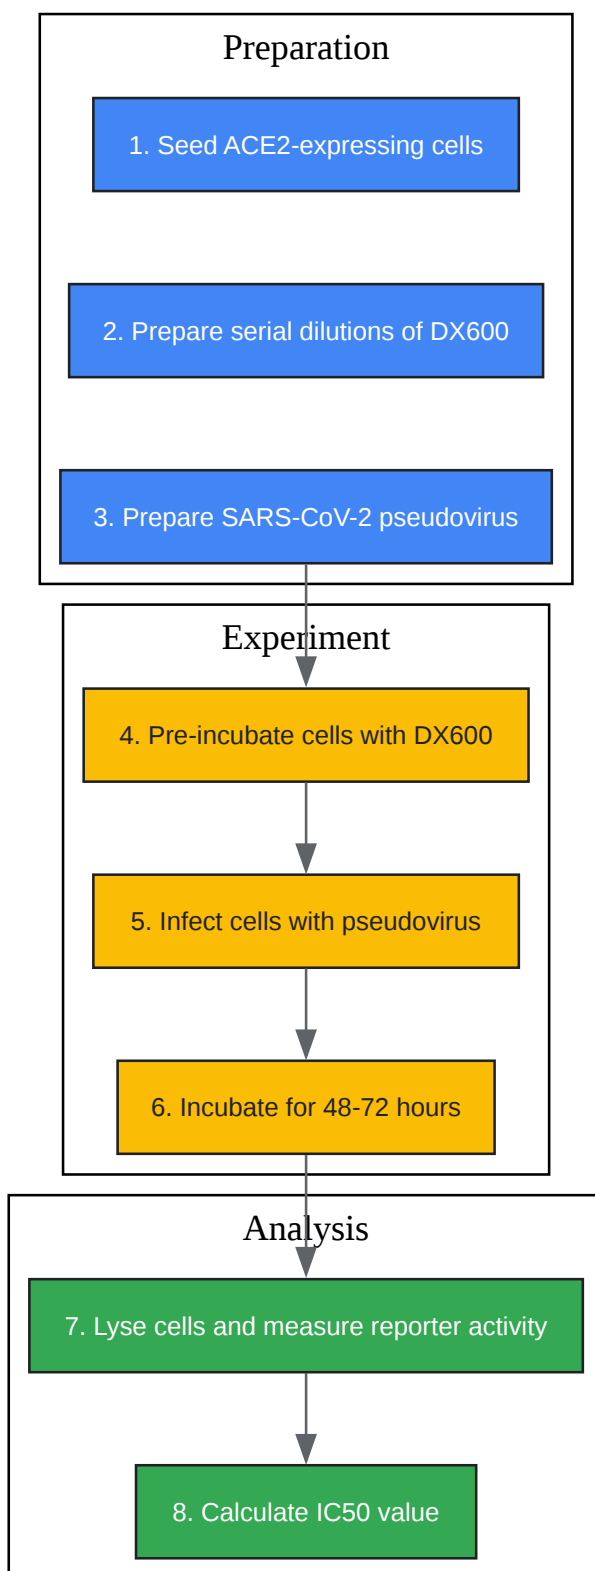 Preparation
1. Seed ACE2-expressing cells
2. Prepare serial dilutions of DX600
3. Prepare SARS-CoV-2 pseudovirus
Experiment
4. Pre-incubate cells with DX600
5. Infect cells with pseudovirus
6. Incubate for 48-72 hours
Analysis
7. Lyse cells and measure reporter activity
8. Calculate IC50 value